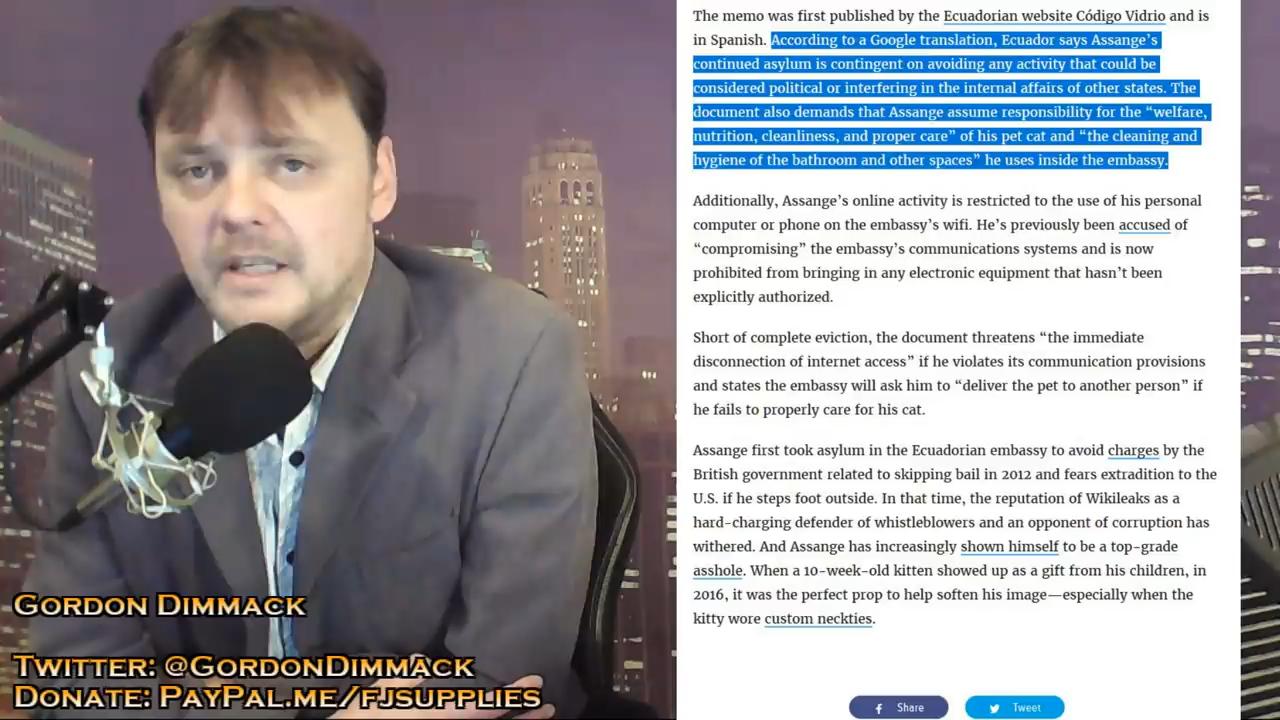 The memo was first published by the Ecuadorian website Código Vidrio and is
in Spanish. According to a Google translation, Ecuador says Assange’s
continued asylum is contingent on avoiding any activity that could be
considered political or interfering in the internal affairs of other states. The
document also demands that Assange assume responsibility for the “welfare,
nutrition, cleanliness, and proper care” of his pet cat and “the cleaning and
hygiene of the bathroom and other spaces” he uses inside the embassy.
Additionally, Assange’s online activity is restricted to the use of his personal
computer or phone on the embassy’s wifi. He’s previously been accused of
“compromising” the embassy’s communications systems and is now
prohibited from bringing in any electronic equipment that hasn’t been
explicitly authorized.
Short of complete eviction, the document threatens “the immediate
disconnection of internet access” if he violates its communication provisions
and states the embassy will ask him to “deliver the pet to another person” if
he fails to properly care for his cat.
Assange first took asylum in the Ecuadorian embassy to avoid charges by the
British government related to skipping bail in 2012 and fears extradition to the
U.S. if he steps foot outside. In that time, the reputation of Wikileaks as a
hard-charging defender of whistleblowers and an opponent of corruption has
withered. And Assange has increasingly shown himself to be a top-grade
asshole. When a 10-week-old kitten showed up as a gift from his children, in
2016, it was the perfect prop to help soften his image—especially when the
kitty wore custom neckties.
Share
Tweet
Gordon Dimmack
Twitter: @GordonDimmack
Donate: PayPal.me/fjsupplies